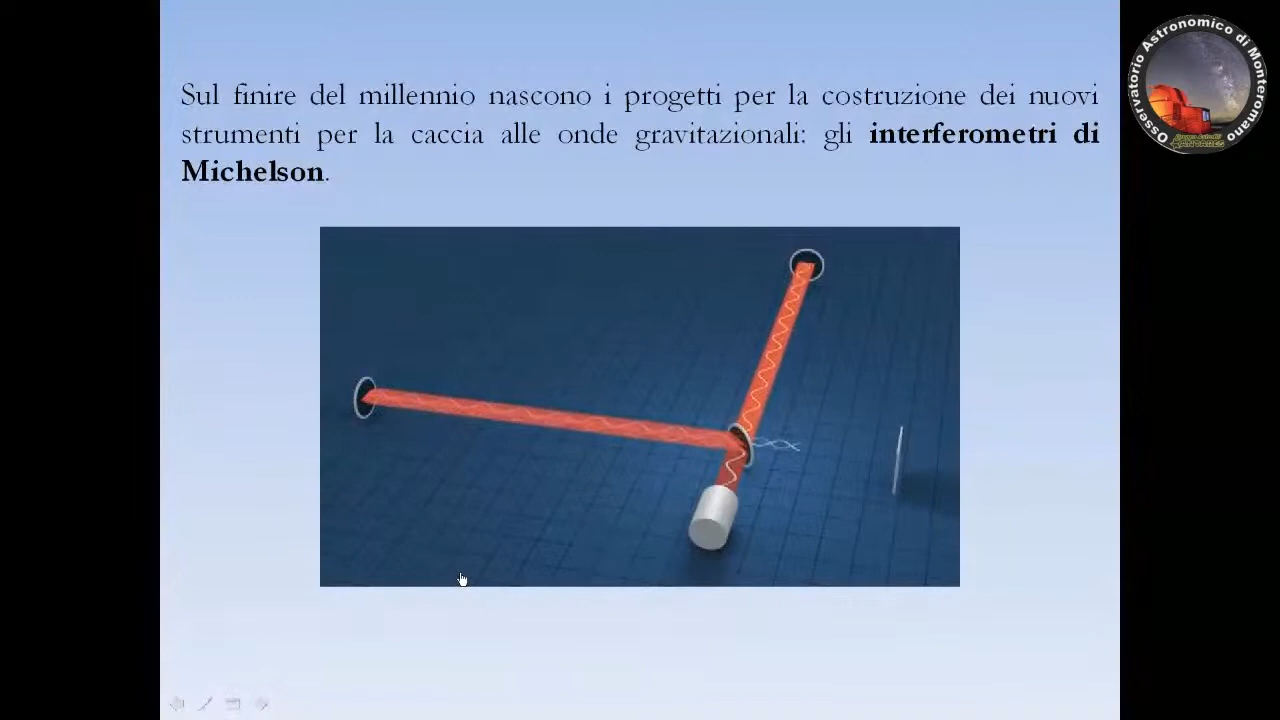 Sul finire del millennio nascono i progetti per la costruzione dei nuovi
strumenti per la caccia alle onde gravitazionali: gli interferometri di
Michelson.
Osservatorio Astronomico di Monteromano
ANTARES